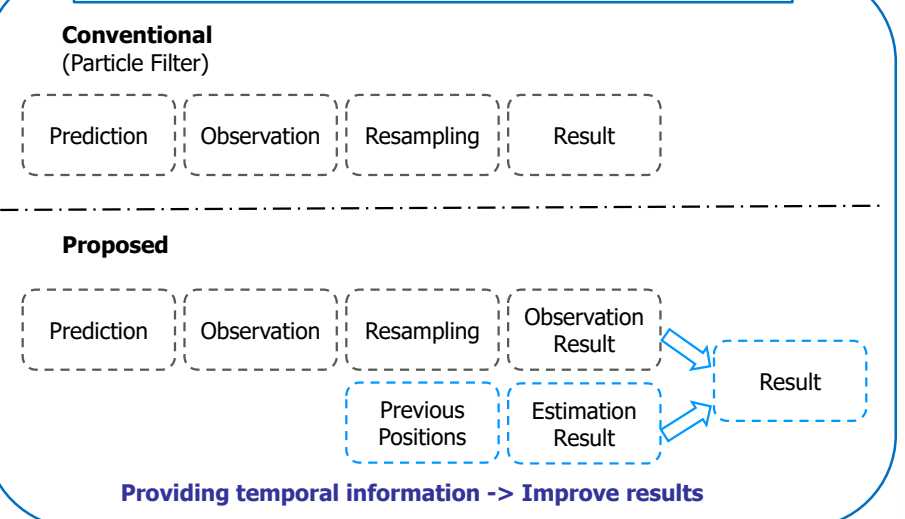 Conventional
(Particle Filter)
Prediction
Observation
Resampling
Result
Proposed
Prediction
Observation
Resampling
Observation
Result
Previous
Positions
Estimation
Result
Result
Providing temporal information -> Improve results